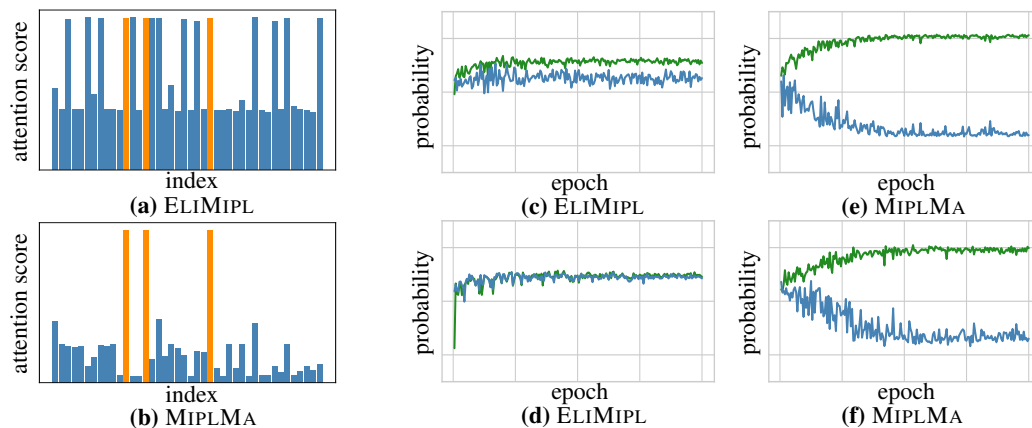 attention score
index
(a) ELIMIPL
attention score
index
(b) MIPLMA
probability
epoch
(c) ELIMIPL
probability
epoch
(d) ELIMIPL
probability
epoch
(e) MIPLMA
probability
epoch
(f) MIPLMA